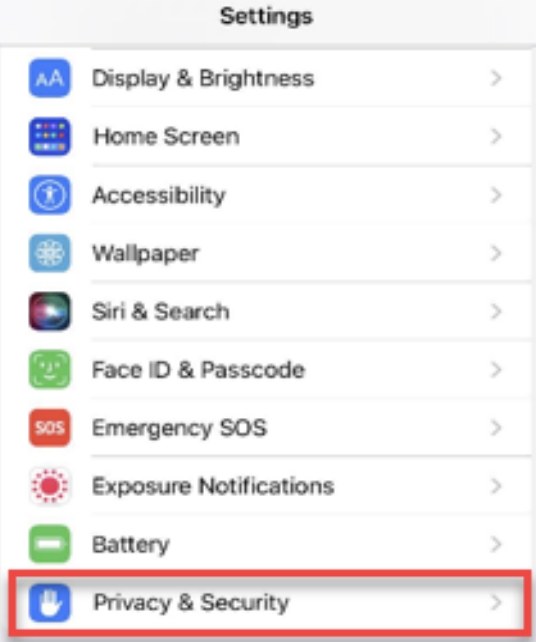 Settings
AA Display & Brightness
Home Screen
Accessibility
Wallpaper
Siri & Search
Face ID & Passcode
SOS Emergency SOS
Exposure Notifications
Battery
Privacy & Security